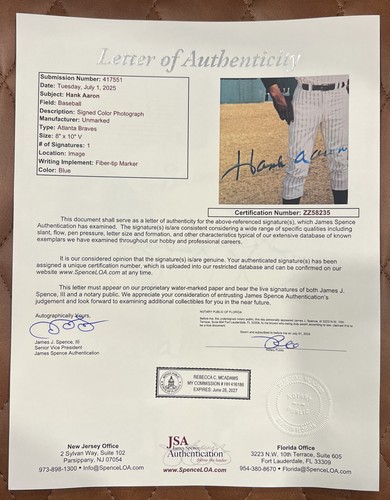 Letter of Authenticity
Submission Number: 417551
Date: Tuesday, July 1, 2025
Subject: Hank Aaron
Field: Baseball
Description: Signed Color Photograph
Manufacturer: Unmarked
Size: 8" x 10" V
Type: Atlanta Braves
# of Signatures: 1
Location: Image
Writing Implement: Fiber-tip Marker
Color: Blue
Hank Aaron
Certification Number: ZZ58235
This document shall serve as a letter of authenticity for the above-referenced signature(s), which James Spence
Authentication has examined. The signature(s) is/are consistent considering a wide range of specific qualities including
slant, flow, pen pressure, letter size and formation, and other characteristics typical of our extensive database of known
exemplars we have examined throughout our hobby and professional careers.
It is our considered opinion that the signature(s) is/are genuine. Your authenticated signature(s) has been
assigned a unique certification number, which is uploaded into our restricted database and can be confirmed on our
website www.SpenceLOA.com at any time.
This letter must appear on our proprietary water-marked paper and bear the live signatures of both James J.
Spence, III and a notary public. We appreciate your consideration of entrusting James Spence Authentication's
judgement and look forward to examining additional collectibles for you in the near future.
Autographically Yours,
James J. Spence, III
Senior Vice President
James Spence Authentication
NOTARY PUBLIC OF FLORIDA
Notary Public
REBECCA C. MCADAMS
MY COMMISSION # HH 416186
EXPIRES: June 28, 2027
New Jersey Office
2 Sylvan Way, Suite 102
Parsippany, NJ 07054
973-898-1300 • Info@SpenceLOA.com
JSA
James Spence
Authentication
Florida Office
3223 N.W. 10th Terrace, Suite 605
Fort Lauderdale, FL 33309
954-380-8670 • Florida@SpenceLOA.com